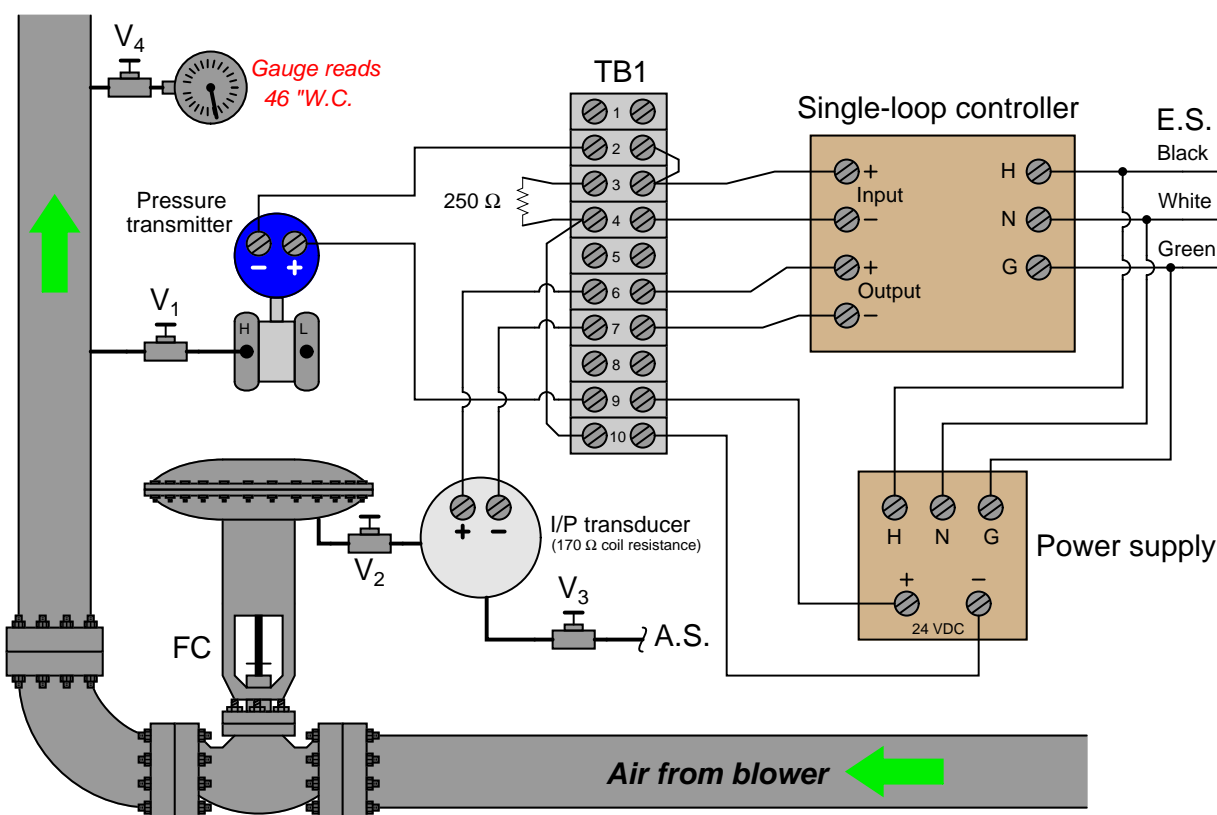 V4
Gauge reads
46 "W.C.
TB1
Single-loop controller
E.S.
Black
White
Green
1
2
3
4
5
6
7
8
9
10
250 Ω
+
Input
−
+
Output
−
H
N
G
Pressure
transmitter
− +
H L
V1
I/P transducer
(170 Ω coil resistance)
+ −
V2
V3
A.S.
FC
H N G
Power supply
+ −
24 VDC
Air from blower